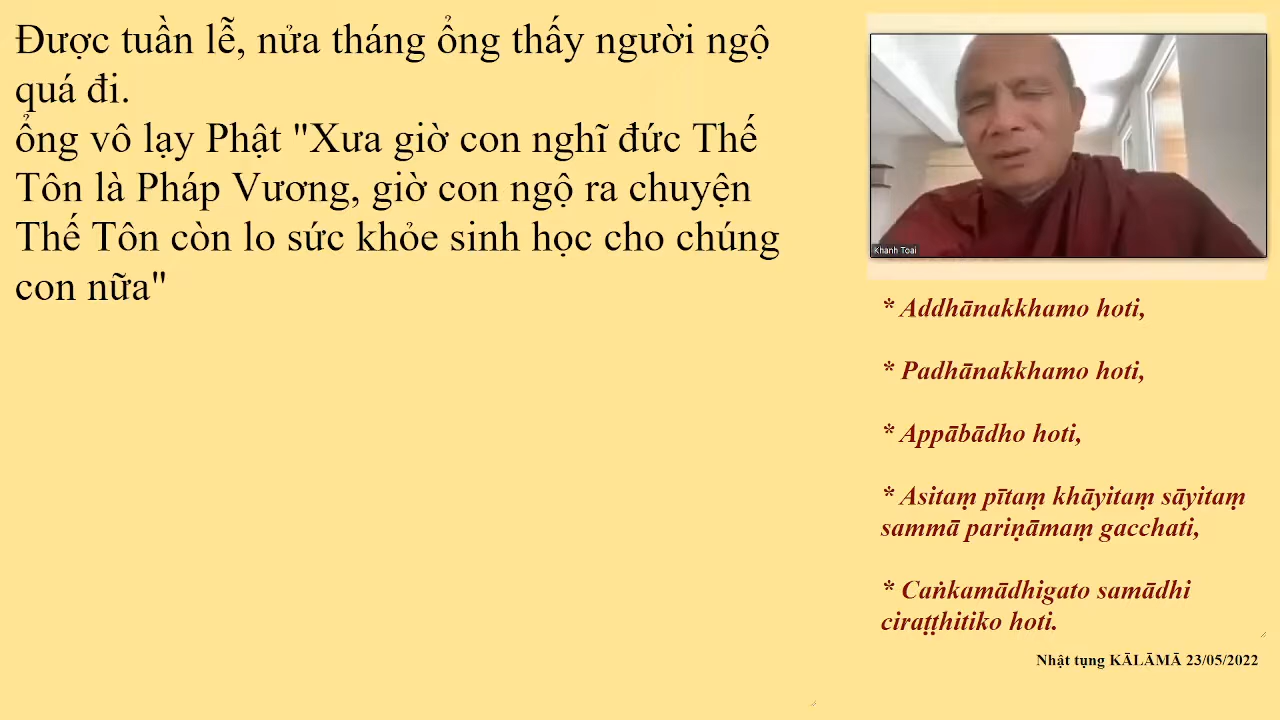 Được tuần lễ, nửa tháng ổng thấy người ngộ
quá đi.
ổng vô lạy Phật "Xưa giờ con nghĩ đức Thế
Tôn là Pháp Vương, giờ con ngộ ra chuyện
Thế Tôn còn lo sức khỏe sinh học cho chúng
con nữa"
Khanh Toai
* Addhānakkhamo hoti,
* Padhānakkhamo hoti,
* Appābādho hoti,
* Asitaṃ pītaṃ khāyitaṃ sāyitaṃ
sammā pariṇāmaṃ gacchati,
* Caṅkamādhigato samādhi
ciraṭṭhitiko hoti.
Nhật tụng KĀLĀMĀ 23/05/2022